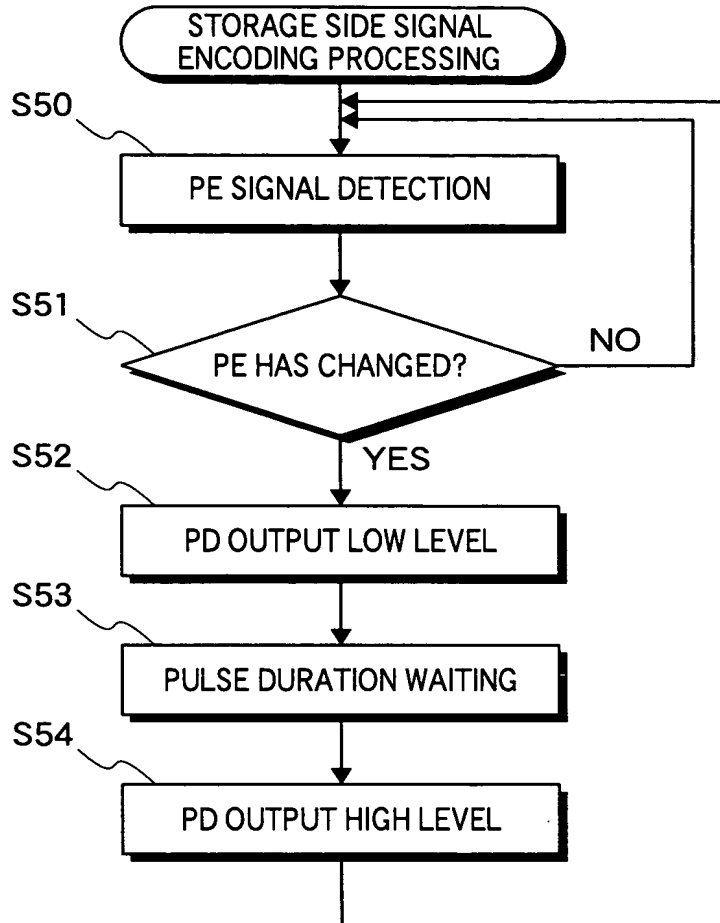 STORAGE SIDE SIGNAL
ENCODING PROCESSING
S50
PE SIGNAL DETECTION
S51
PE HAS CHANGED?
NO
YES
S52
PD OUTPUT LOW LEVEL
S53
PULSE DURATION WAITING
S54
PD OUTPUT HIGH LEVEL